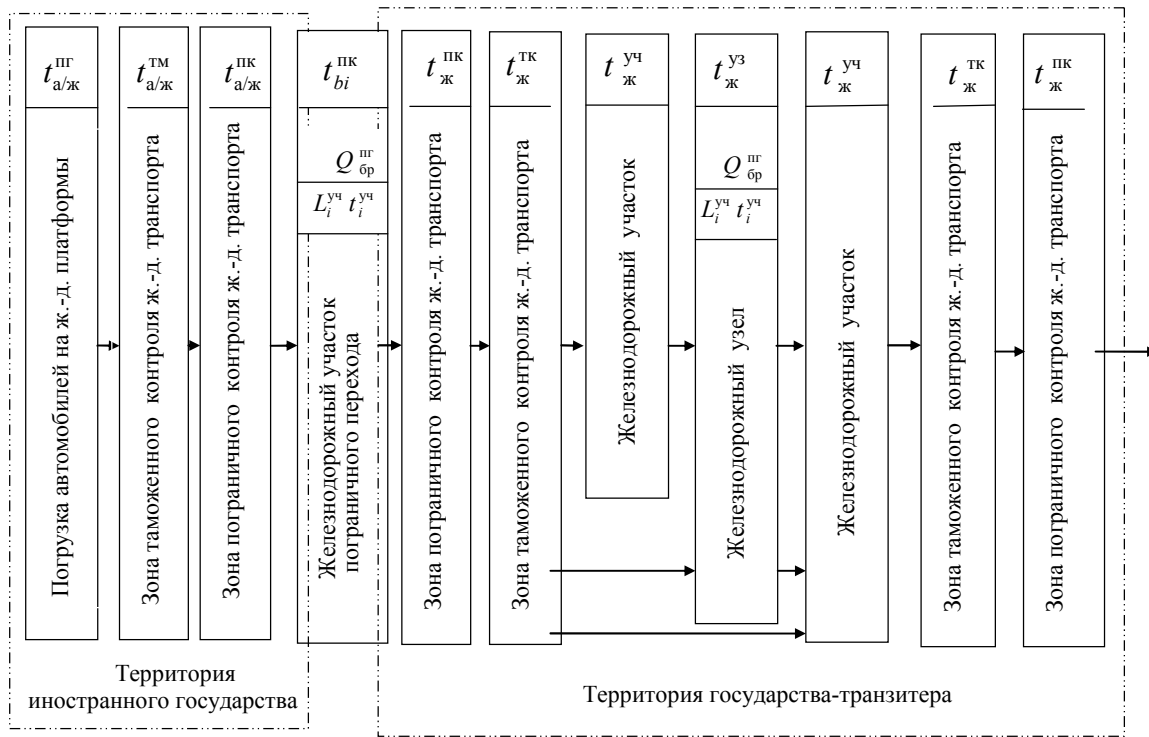 t а/ж пг
Погрузка автомобилей на ж.-д. платформы
t а/ж тм
Зона таможенного контроля ж.-д. транспорта
t а/ж пк
Зона пограничного контроля ж.-д. транспорта
t bi пк
Q бр пг
L i уч t i уч
Железнодорожный участок
пограничного перехода
t ж пк
Зона пограничного контроля ж.-д. транспорта
t ж тк
Зона таможенного контроля ж.-д. транспорта
t ж уч
Железнодорожный участок
t ж уз
Q бр пг
L i уч t i уч
Железнодорожный узел
t ж уч
Железнодорожный участок
t ж тк
Зона таможенного контроля ж.-д. транспорта
t ж пк
Зона пограничного контроля ж.-д. транспорта
Территория
иностранного государства
Территория государства-транзитера